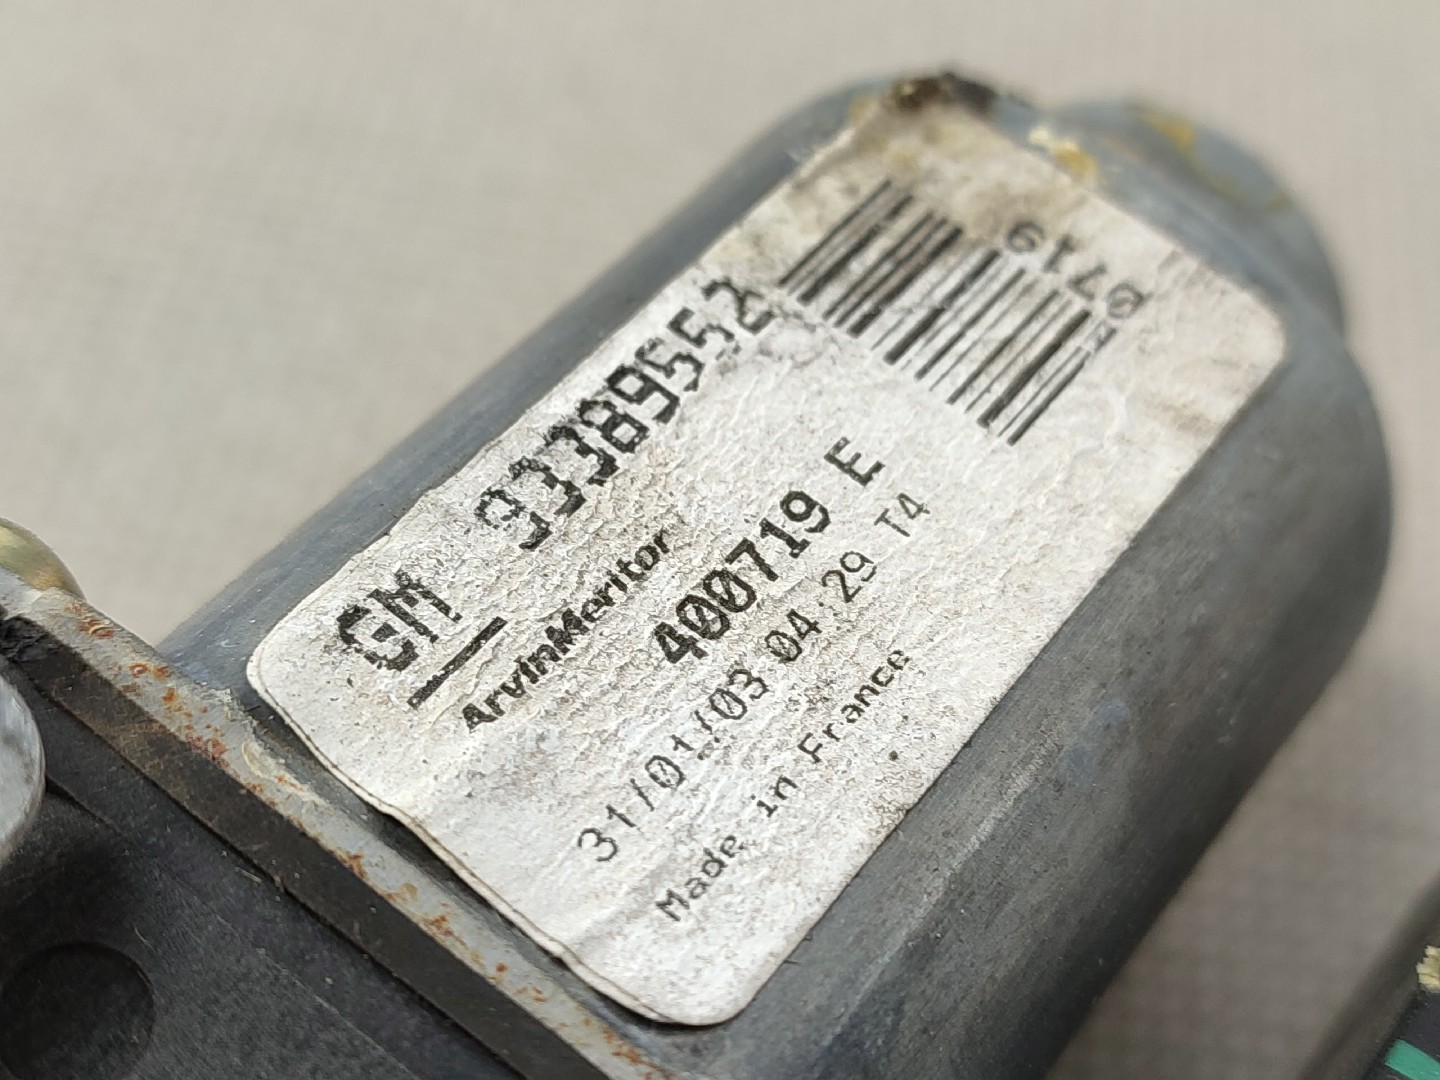 GM 93389552
ArvinMeritor
400719 E
31/01/03 04:29 T4
Made in France
0719